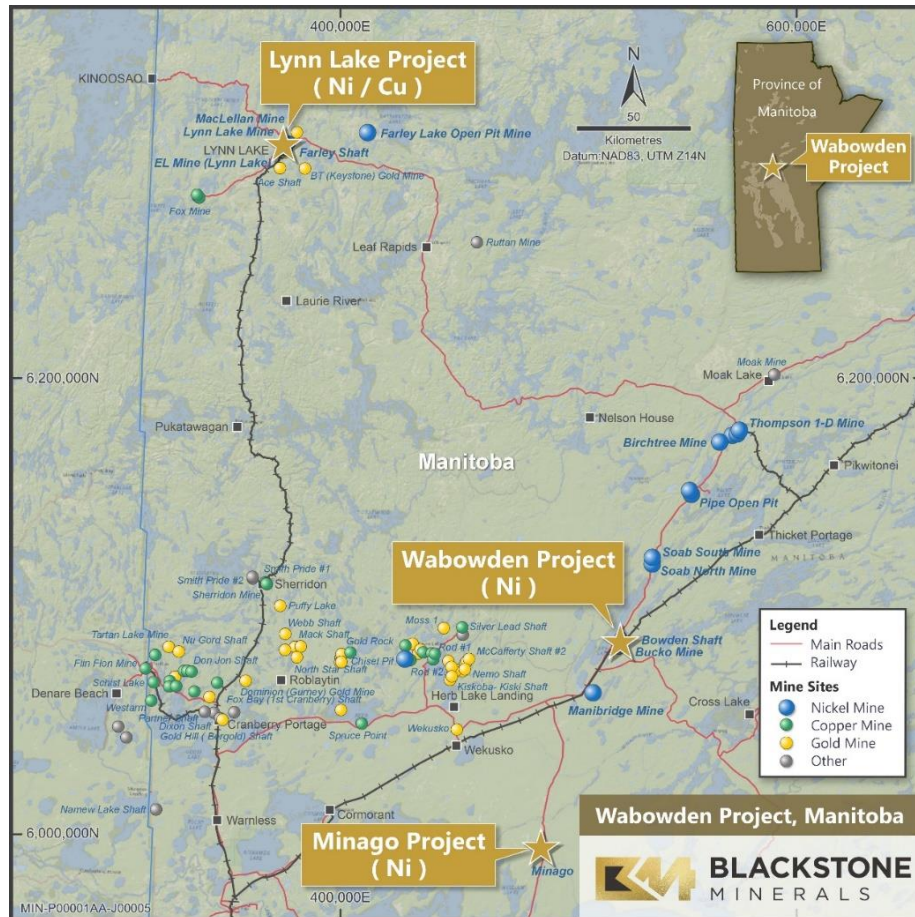 400,000E
600,000E
KINOOSAO
Lynn Lake Project
( Ni / Cu )
N
50
Kilometres
Datum:NAD83, UTM Z14N
Province of
Manitoba
Wabowden
Project
MacLellan Mine
Lynn Lake Mine
LYNN LAKE
EL Mine (Lynn Lake)
Farley Shaft
Farley Lake Open Pit Mine
Ace Shaft
BT (Keystone) Gold Mine
Fox Mine
Leaf Rapids
Ruttan Mine
Laurie River
6,200,000N
6,200,000N
Moak Mine
Moak Lake
Nelson House
Thompson 1-D Mine
Birchtree Mine
Pukatawagan
Manitoba
Pikwitonei
Pipe Open Pit
Thicket Portage
MANITOBA
Wabowden Project
( Ni )
Soab South Mine
Soab North Mine
Smith Pride #1
Smith Pride #2
Sherridon
Sherridon Mine
Puffy Lake
Webb Shaft
Mack Shaft
Moss 1
Silver Lead Shaft
Gold Rock
Rod #1
McCafferty Shaft #2
Tartan Lake Mine
Nu Gord Shaft
Flin Flon Mine
Don Jon Shaft
Chisel Pit
North Star Shaft
Rod #2
Nemo Shaft
Schist Lake
Roblaytin
Kiskoba- Kiski Shaft
Denare Beach
Westarm
Dominion (Gurney) Gold Mine
Herb Lake Landing
Fox Bay (1st Cranberry) Shaft
Dixon Shaft
Cranberry Portage
Gold Hill ( Bergold) Shaft
Spruce Point
Wekusko
Wekusko
Bowden Shaft
Bucko Mine
Manibridge Mine
Cross Lake
Legend
Main Roads
Railway
Mine Sites
Nickel Mine
Copper Mine
Gold Mine
Other
Namew Lake Shaft
Warnless
Cormorant
6,000,000N
Minago Project
( Ni )
Minago
Wabowden Project, Manitoba
BLACKSTONE
MINERALS
MIN-P00001AA-J00005
400,000E